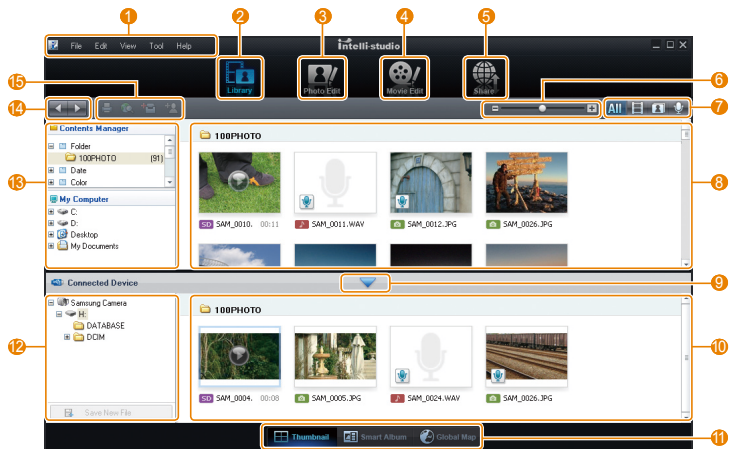 1
2
3
4
5
File Edit View Tool Help
intelli-studio
Library
Photo Edit
Movie Edit
Share
15
6
14
All
7
Contents Manager
Folder
100PHOTO (91)
Date
Color
13
My Computer
C:
D:
Desktop
My Documents
100PHOTO
SD SAM_0010. 00:11
SAM_0011.WAV
SAM_0012.JPG
SAM_0026.JPG
8
Connected Device
9
Samsung Camera
H:
DATABASE
DCIM
12
Save New File
100PHOTO
SD SAM_0004. 00:08
SAM_0005.JPG
SAM_0024.WAV
SAM_0026.JPG
10
Thumbnail
Smart Album
Global Map
11